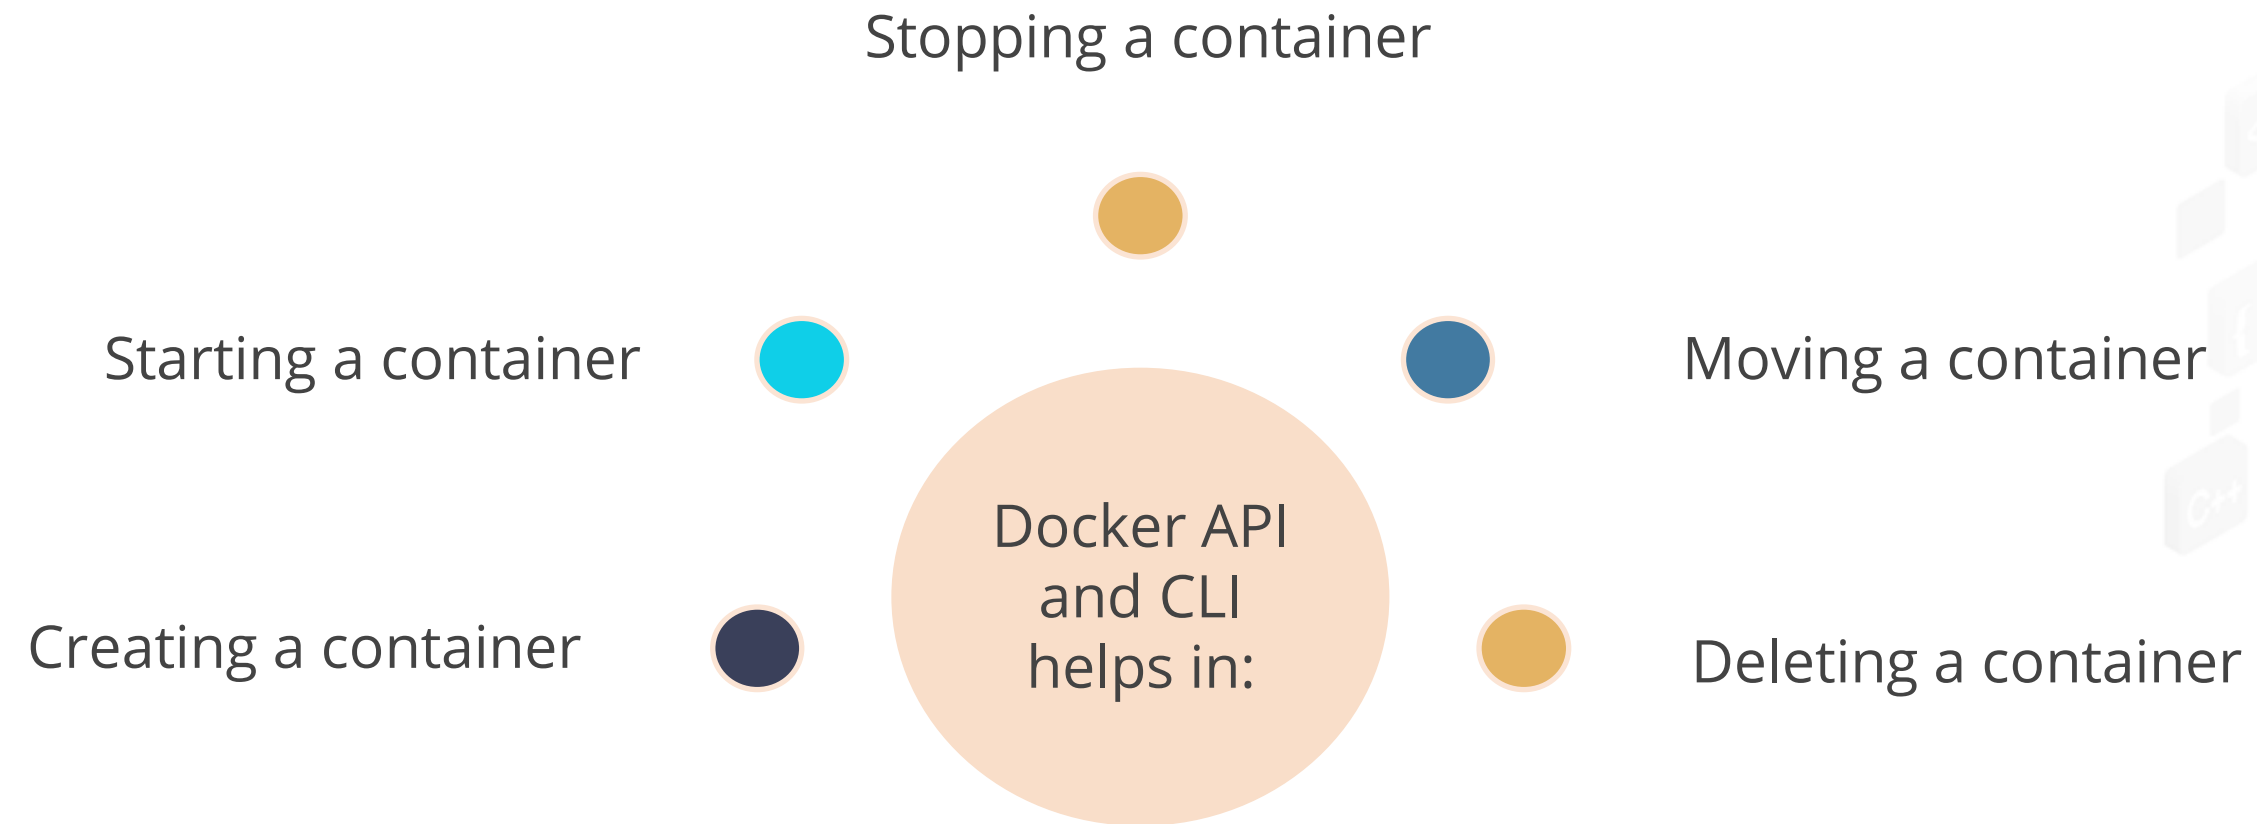 Stopping a container
Starting a container
Moving a container
Docker API
and CLI
helps in:
Creating a container
Deleting a container
{
C++